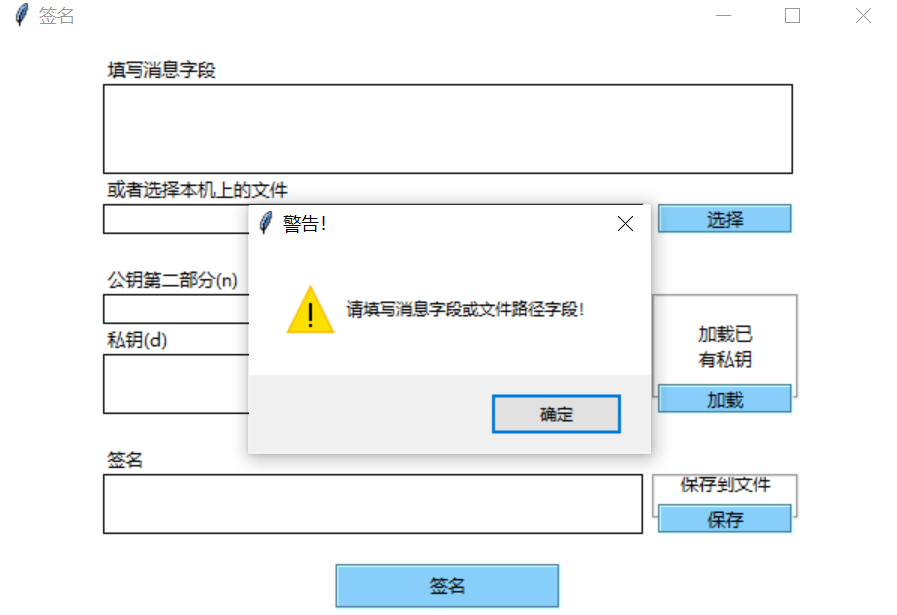 签名
填写消息字段
或者选择本机上的文件
选择
警告!
请填写消息字段或文件路径字段!
确定
公钥第二部分(n)
私钥(d)
加载已
有私钥
加载
签名
保存到文件
保存
签名